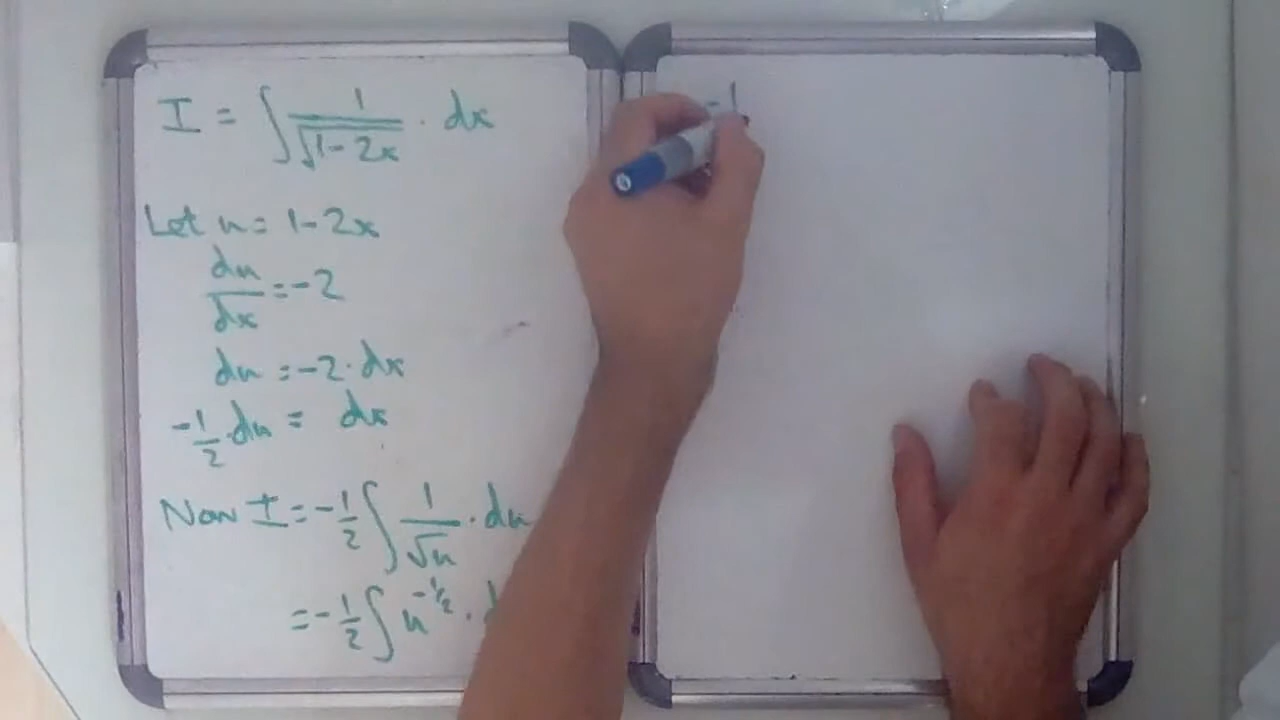 I = ∫ 1/√(1-2x) · dx
Let u = 1-2x
du/dx = -2
du = -2·dx
-1/2·du = dx
Now I = -1/2 ∫ 1/√u · du
= -1/2 ∫ u^(-1/2) · d
-1